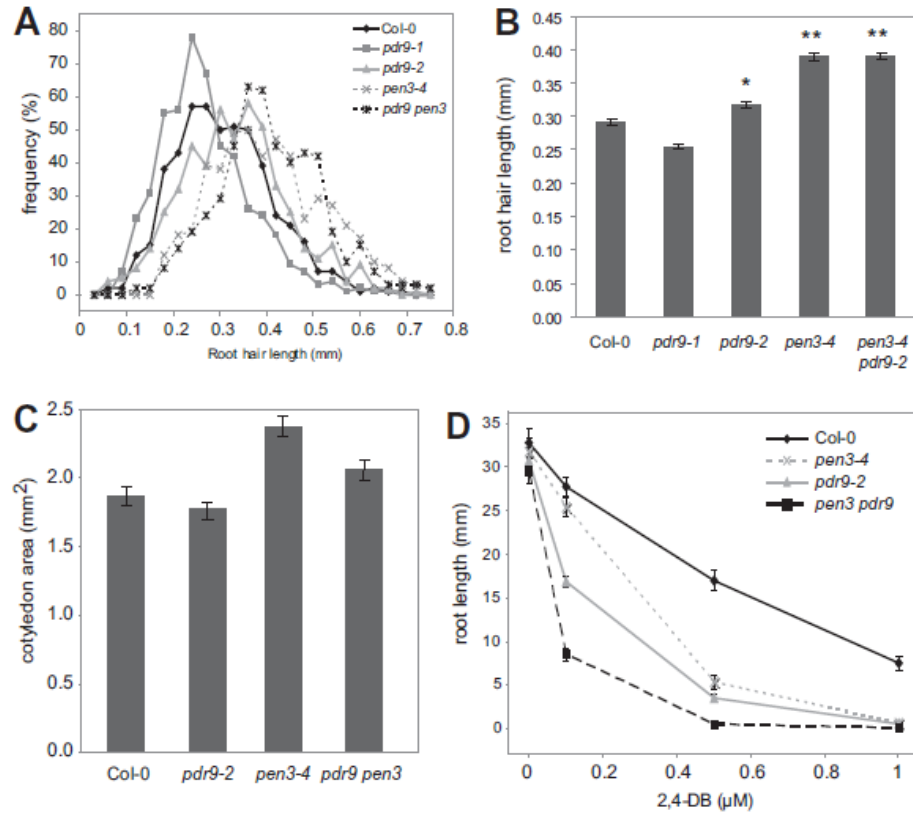 A
frequency (%)
80
70
60
50
40
30
20
10
0
0 0.1 0.2 0.3 0.4 0.5 0.6 0.7 0.8
Root hair length (mm)
Col-0
pdr9-1
pdr9-2
pen3-4
pdr9 pen3
B
root hair length (mm)
0.45
0.40
0.35
0.30
0.25
0.20
0.15
0.10
0.05
0.00
* ** **
Col-0 pdr9-1 pdr9-2 pen3-4 pen3-4
pdr9-2
C
cotyledon area (mm2)
2.5
2.0
1.5
1.0
0.5
0.0
Col-0 pdr9-2 pen3-4 pdr9 pen3
D
root length (mm)
35
30
25
20
15
10
5
0
0 0.2 0.4 0.6 0.8 1
2,4-DB (µM)
Col-0
pen3-4
pdr9-2
pen3 pdr9